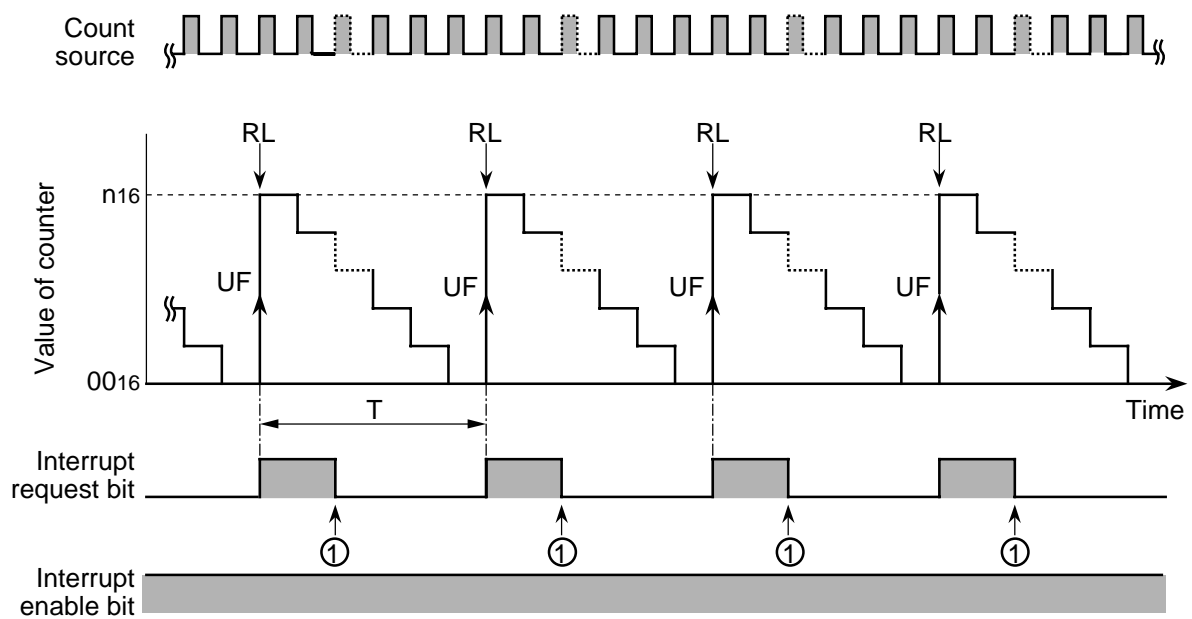 Count
source
RL RL RL RL
n16
Value of counter
UF UF UF UF
0016
T
Time
Interrupt
request bit
① ① ① ①
Interrupt
enable bit